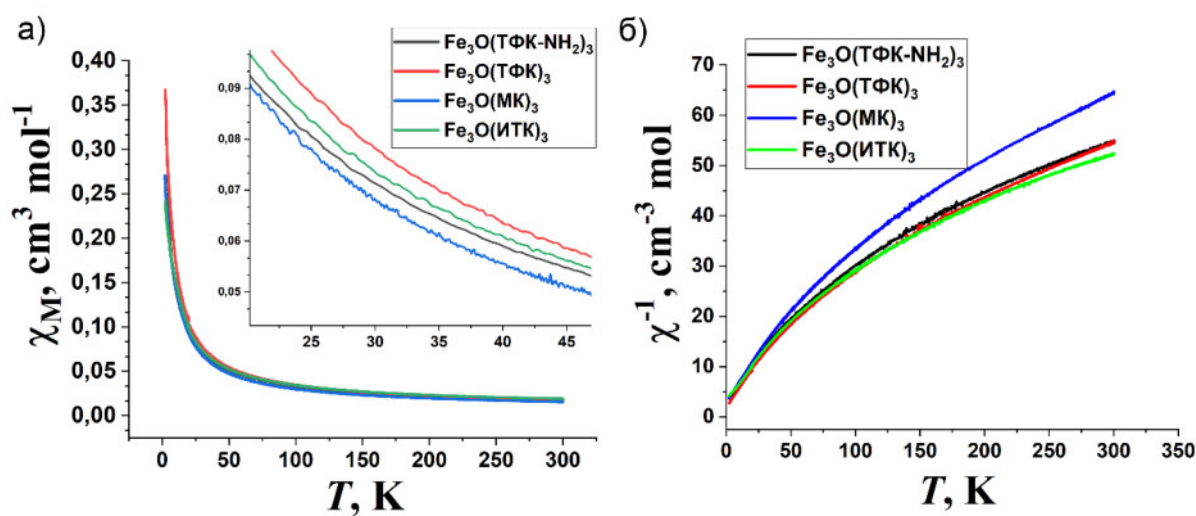 а)
Fe₃O(ТФК-NH₂)₃
Fe₃O(ТФК)₃
Fe₃O(МК)₃
Fe₃O(ИТК)₃
0,40
0,35
0,30
0,25
0,20
0,15
0,10
0,05
0,00
χM, cm³ mol⁻¹
0,09
0,08
0,07
0,06
0,05
25 30 35 40 45
0 50 100 150 200 250 300
T, K
б)
Fe₃O(ТФК-NH₂)₃
Fe₃O(ТФК)₃
Fe₃O(МК)₃
Fe₃O(ИТК)₃
70
60
50
40
30
20
10
0
χ⁻¹, cm⁻³ mol
0 50 100 150 200 250 300 350
T, K